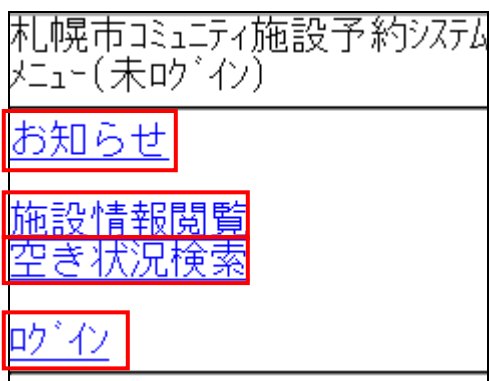 札幌市ｺﾐｭﾆﾃｨ施設予約ｼｽﾃﾑ
ﾒﾆｭｰ(未ﾛｸﾞｲﾝ)
お知らせ
施設情報閲覧
空き状況検索
ﾛｸﾞｲﾝ